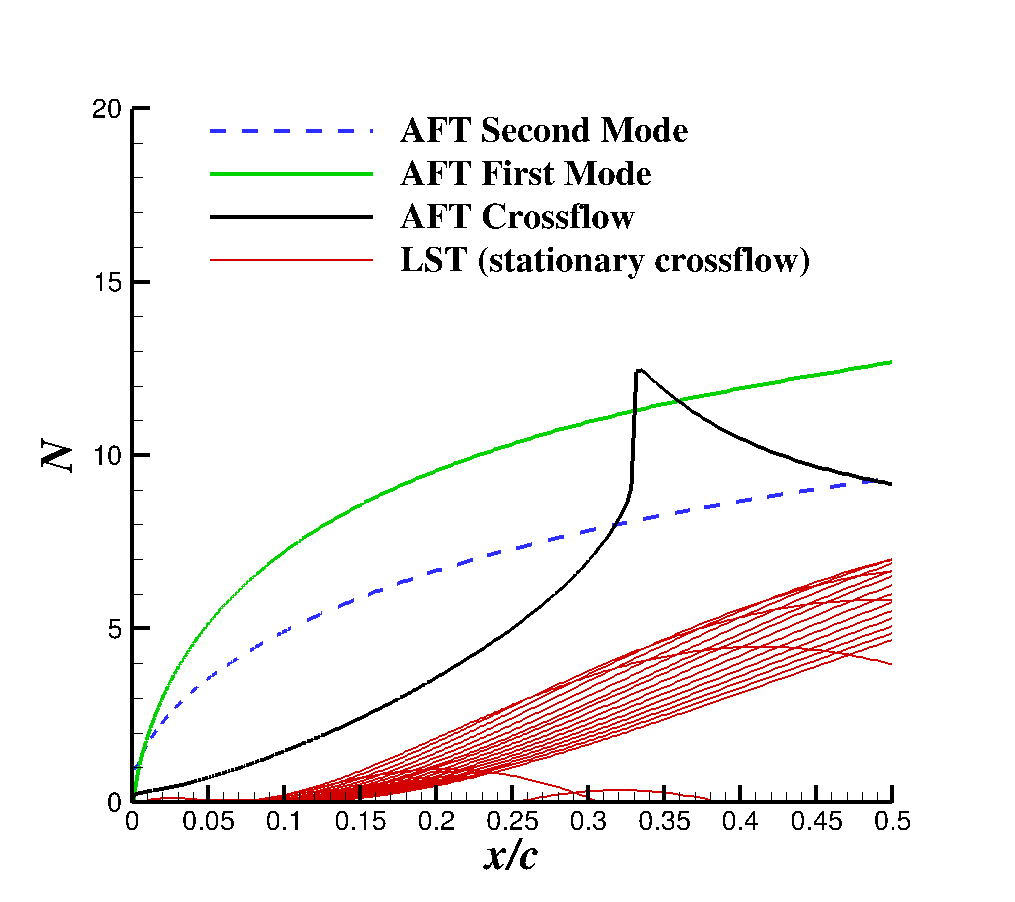 20
AFT Second Mode
AFT First Mode
AFT Crossflow
LST (stationary crossflow)
15
10
N
5
0
0 0.05 0.1 0.15 0.2 0.25 0.3 0.35 0.4 0.45 0.5
x/c